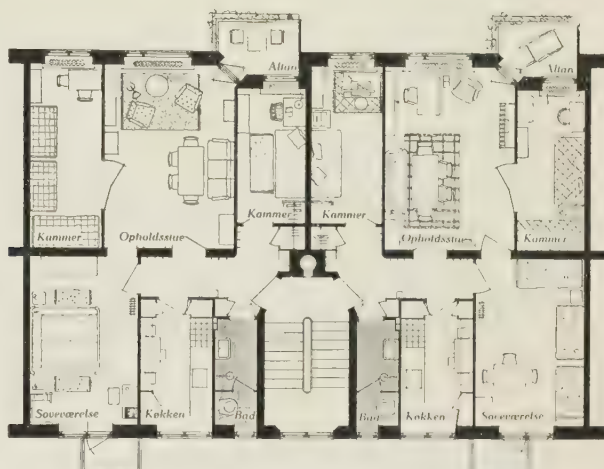 Altan
Altan
Kammer
Opholdsstue
Kammer
Kammer
Opholdsstue
Kammer
Soveværelse
Køkken
Bad
Bad
Køkken
Soveværelse